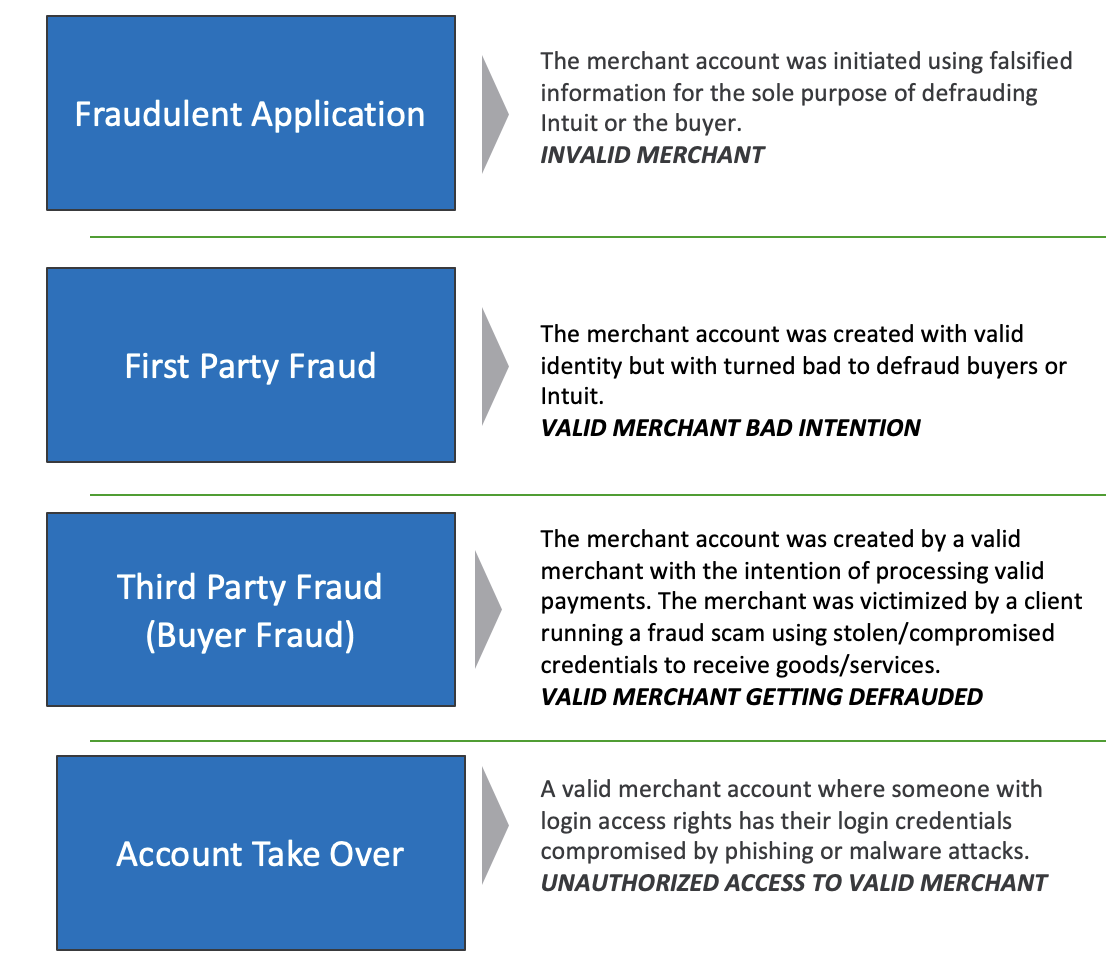 Fraudulent Application
The merchant account was initiated using falsified
information for the sole purpose of defrauding
Intuit or the buyer.
INVALID MERCHANT
First Party Fraud
The merchant account was created with valid
identity but with turned bad to defraud buyers or
Intuit.
VALID MERCHANT BAD INTENTION
Third Party Fraud
(Buyer Fraud)
The merchant account was created by a valid
merchant with the intention of processing valid
payments. The merchant was victimized by a client
running a fraud scam using stolen/compromised
credentials to receive goods/services.
VALID MERCHANT GETTING DEFRAUDED
Account Take Over
A valid merchant account where someone with
login access rights has their login credentials
compromised by phishing or malware attacks.
UNAUTHORIZED ACCESS TO VALID MERCHANT